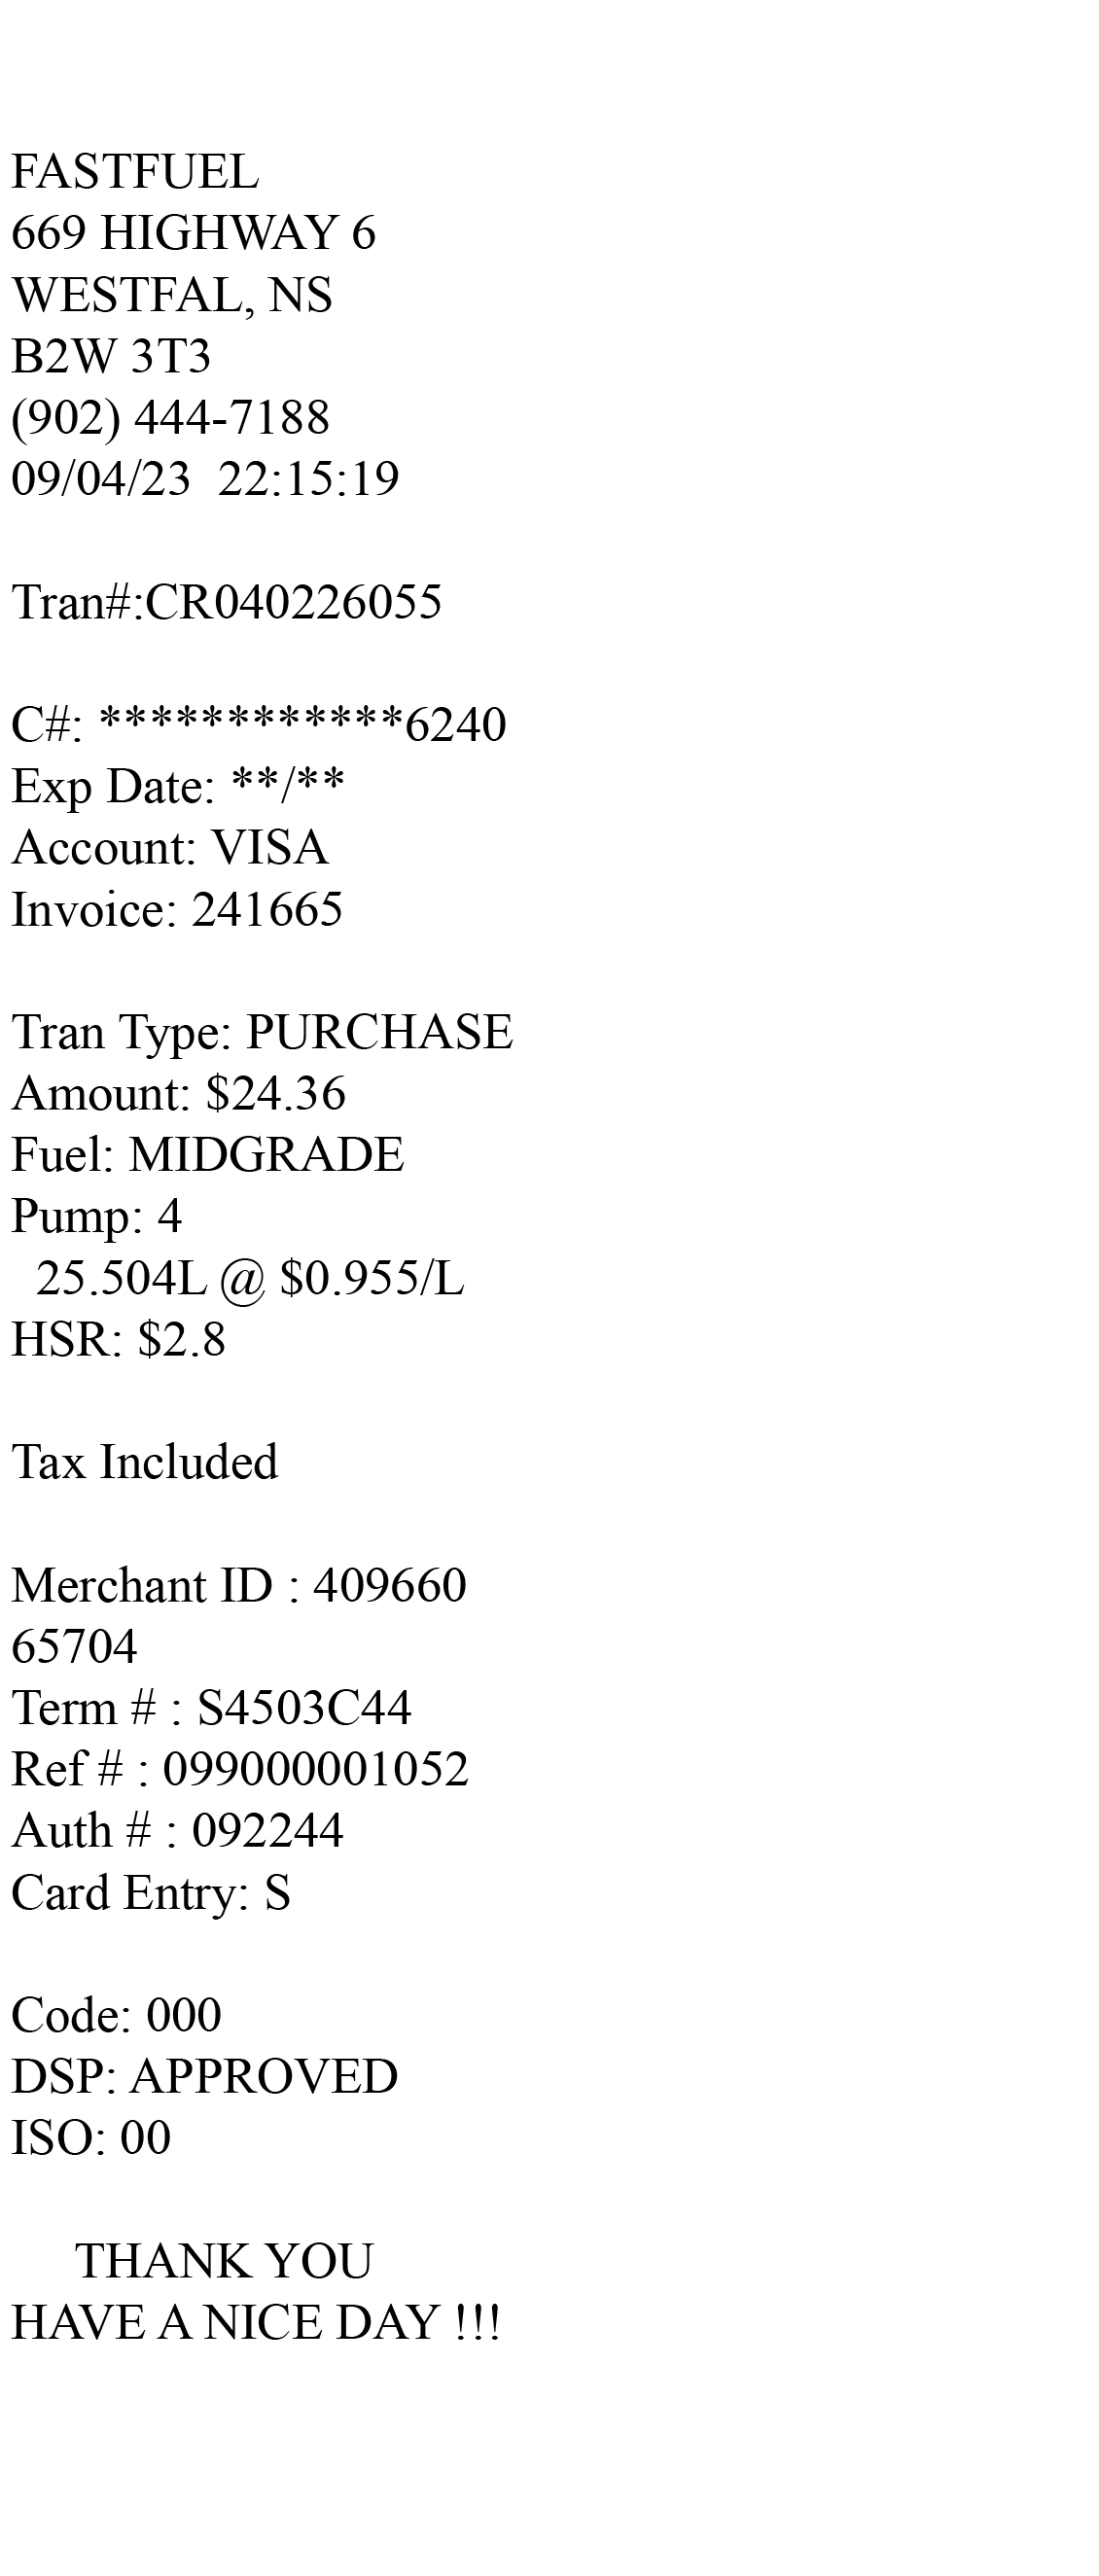 FASTFUEL
669 HIGHWAY 6
WESTFAL, NS
B2W 3T3
(902) 444-7188
09/04/23  22:15:19
Tran#:CR040226055
C#: ************6240
Exp Date: **/**
Account: VISA
Invoice: 241665
Tran Type: PURCHASE
Amount: $24.36
Fuel: MIDGRADE
Pump: 4
25.504L @ $0.955/L
HSR: $2.8
Tax Included
Merchant ID : 409660
65704
Term # : S4503C44
Ref # : 099000001052
Auth # : 092244
Card Entry: S
Code: 000
DSP: APPROVED
ISO: 00
THANK YOU
HAVE A NICE DAY !!!